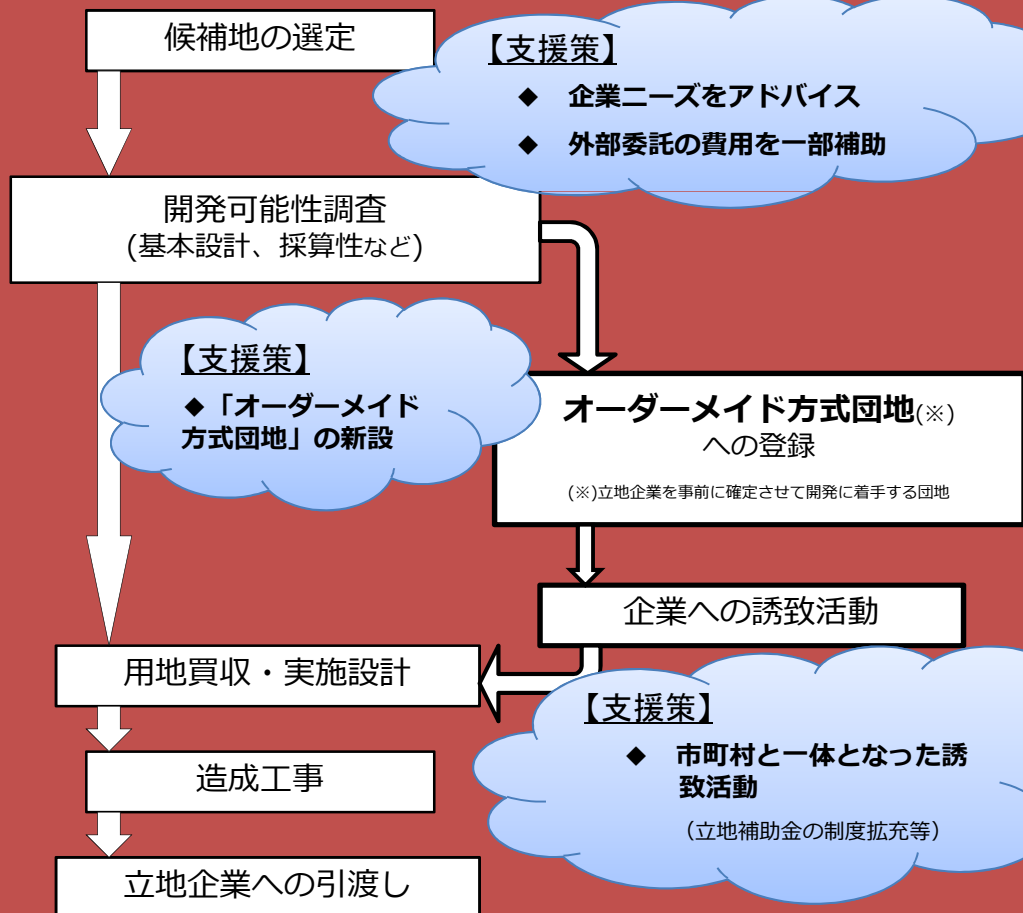 候補地の選定
【支援策】
◆ 企業ニーズをアドバイス
◆ 外部委託の費用を一部補助
開発可能性調査
(基本設計、採算性など)
【支援策】
◆「オーダーメイド
方式団地」の新設
オーダーメイド方式団地(※)
への登録
(※)立地企業を事前に確定させて開発に着手する団地
企業への誘致活動
用地買収・実施設計
【支援策】
◆ 市町村と一体となった誘
致活動
（立地補助金の制度拡充等）
造成工事
立地企業への引渡し